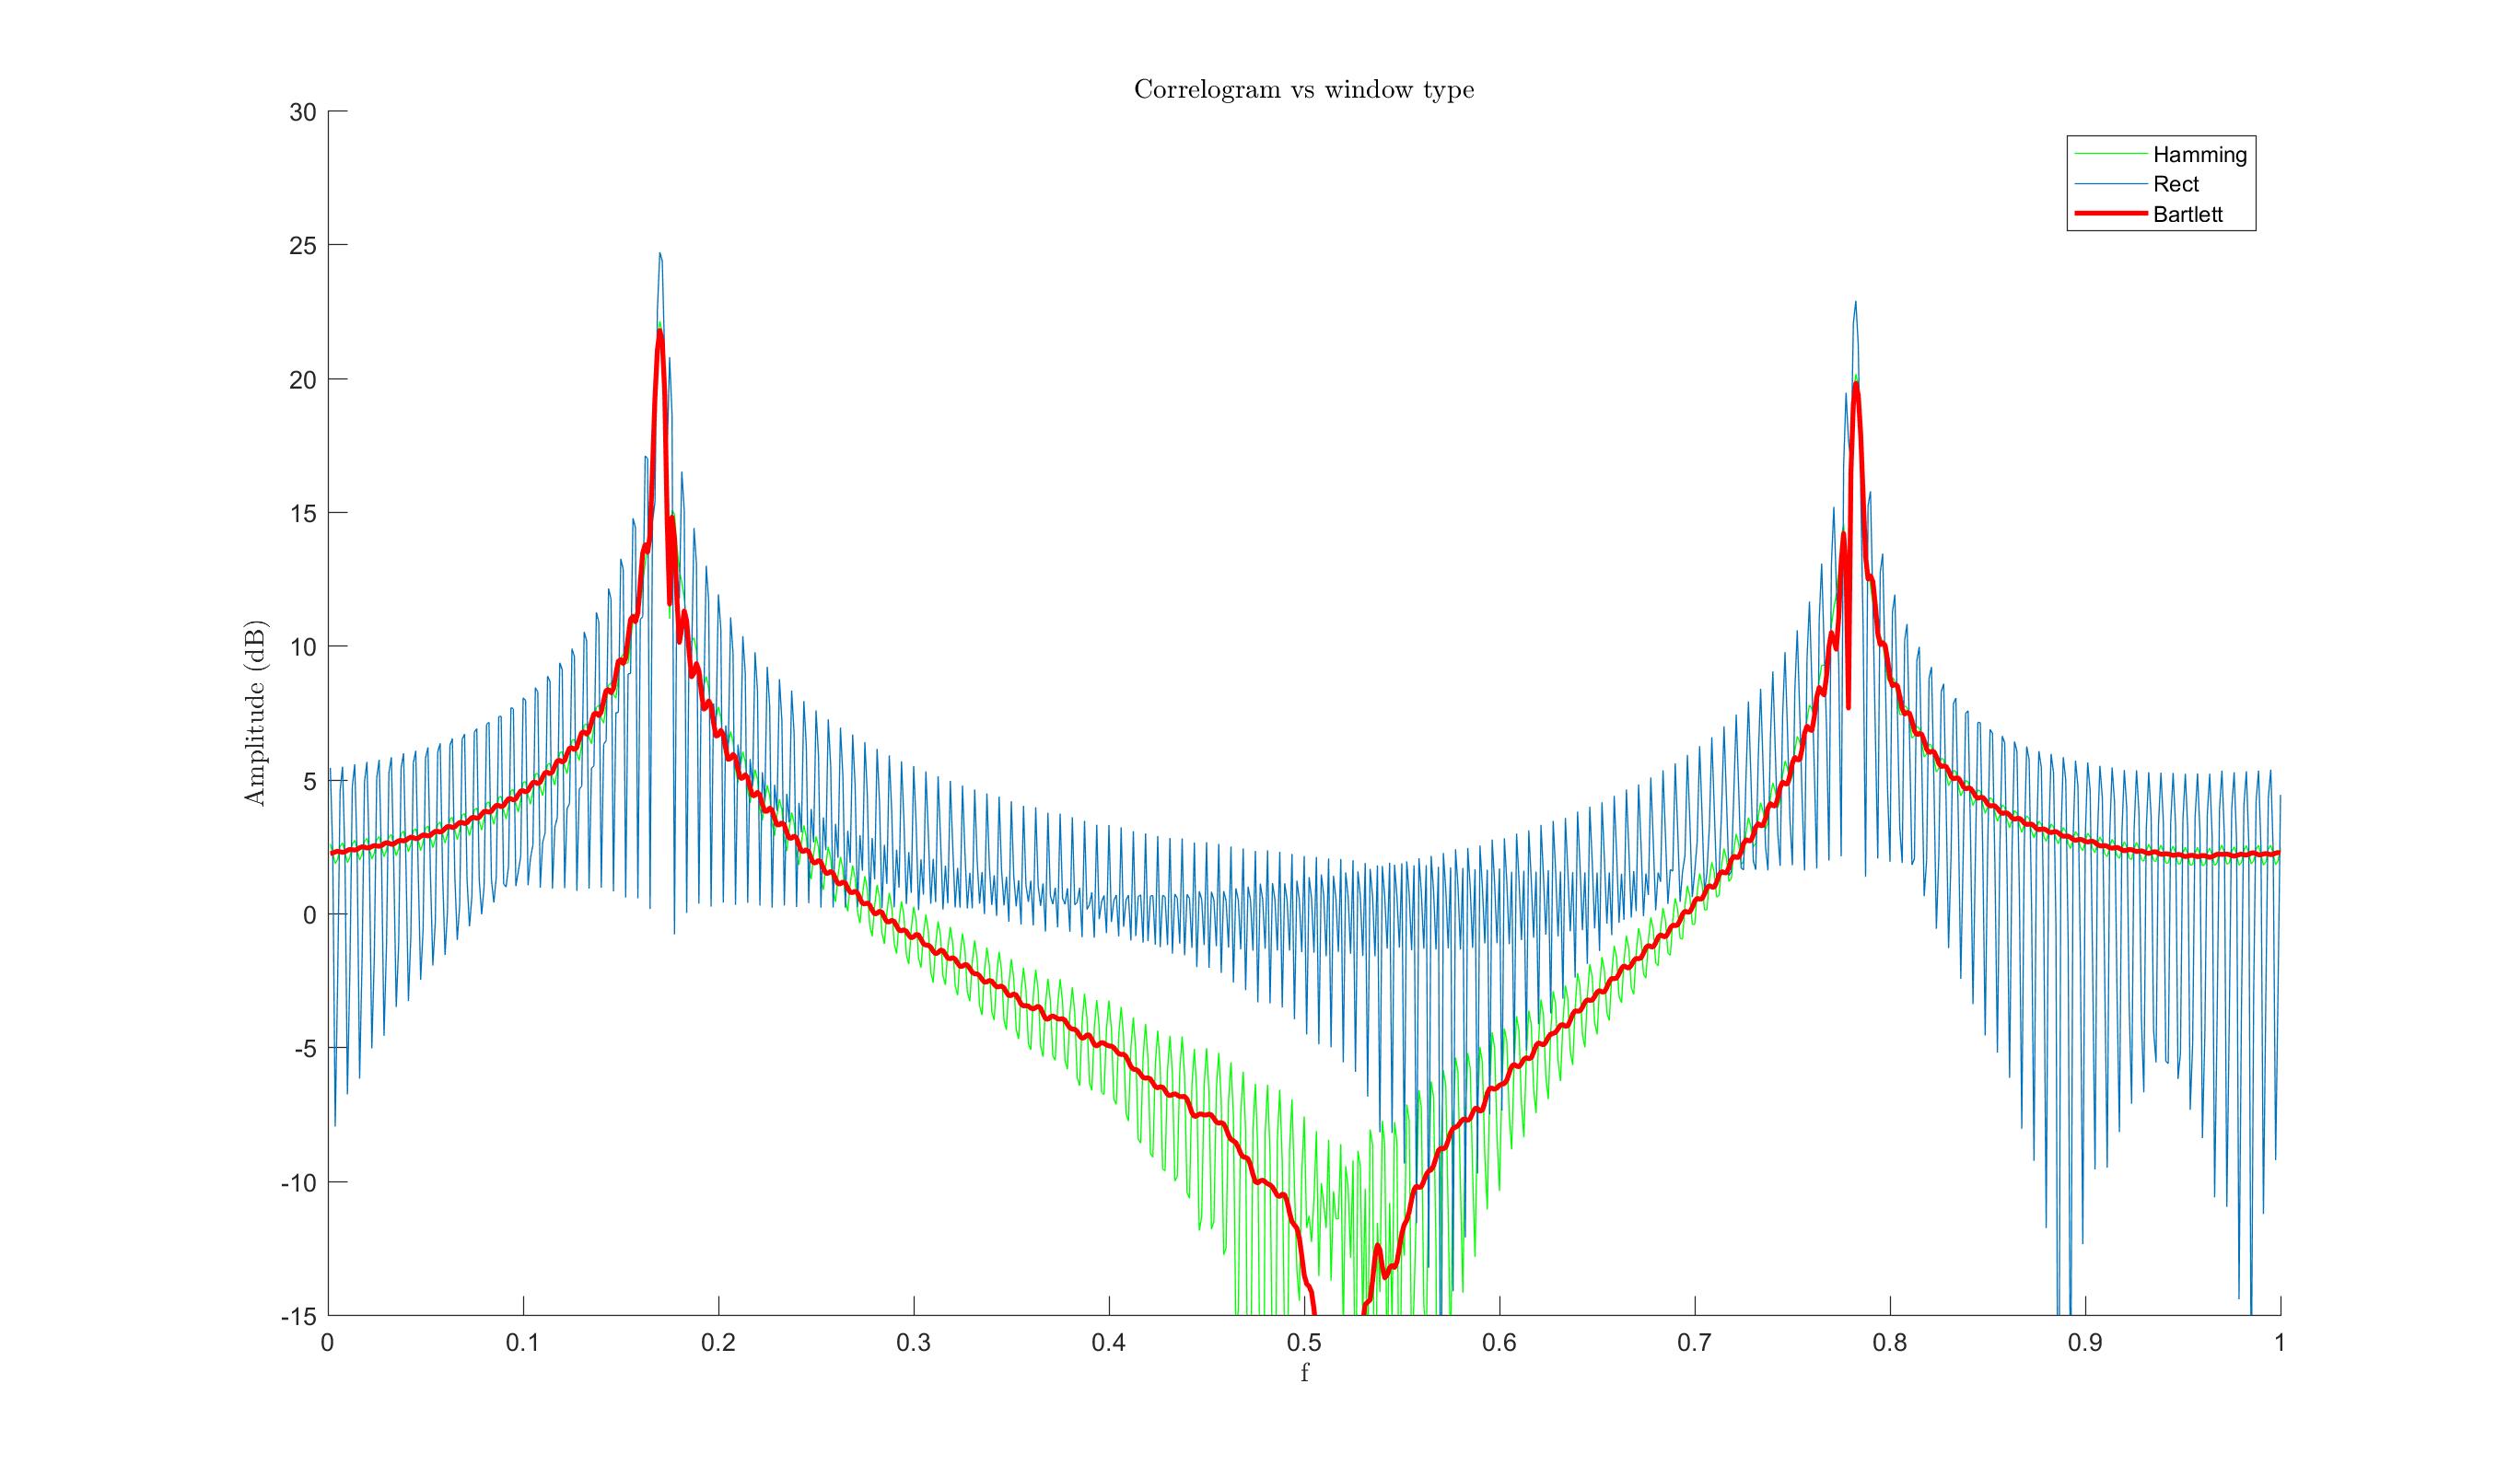 Correlogram vs window type
30
25
20
15
10
5
0
-5
-10
-15
Amplitude (dB)
Hamming
Rect
Bartlett
0 0.1 0.2 0.3 0.4 0.5 0.6 0.7 0.8 0.9 1
f